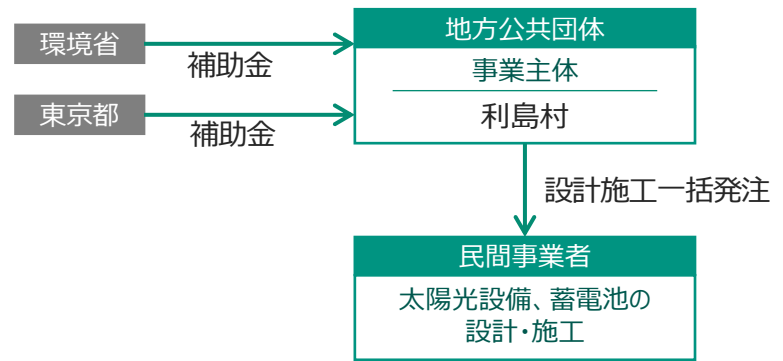 環境省
補助金
東京都
補助金
地方公共団体
事業主体
利島村
設計施工一括発注
民間事業者
太陽光設備、蓄電池の
設計・施工